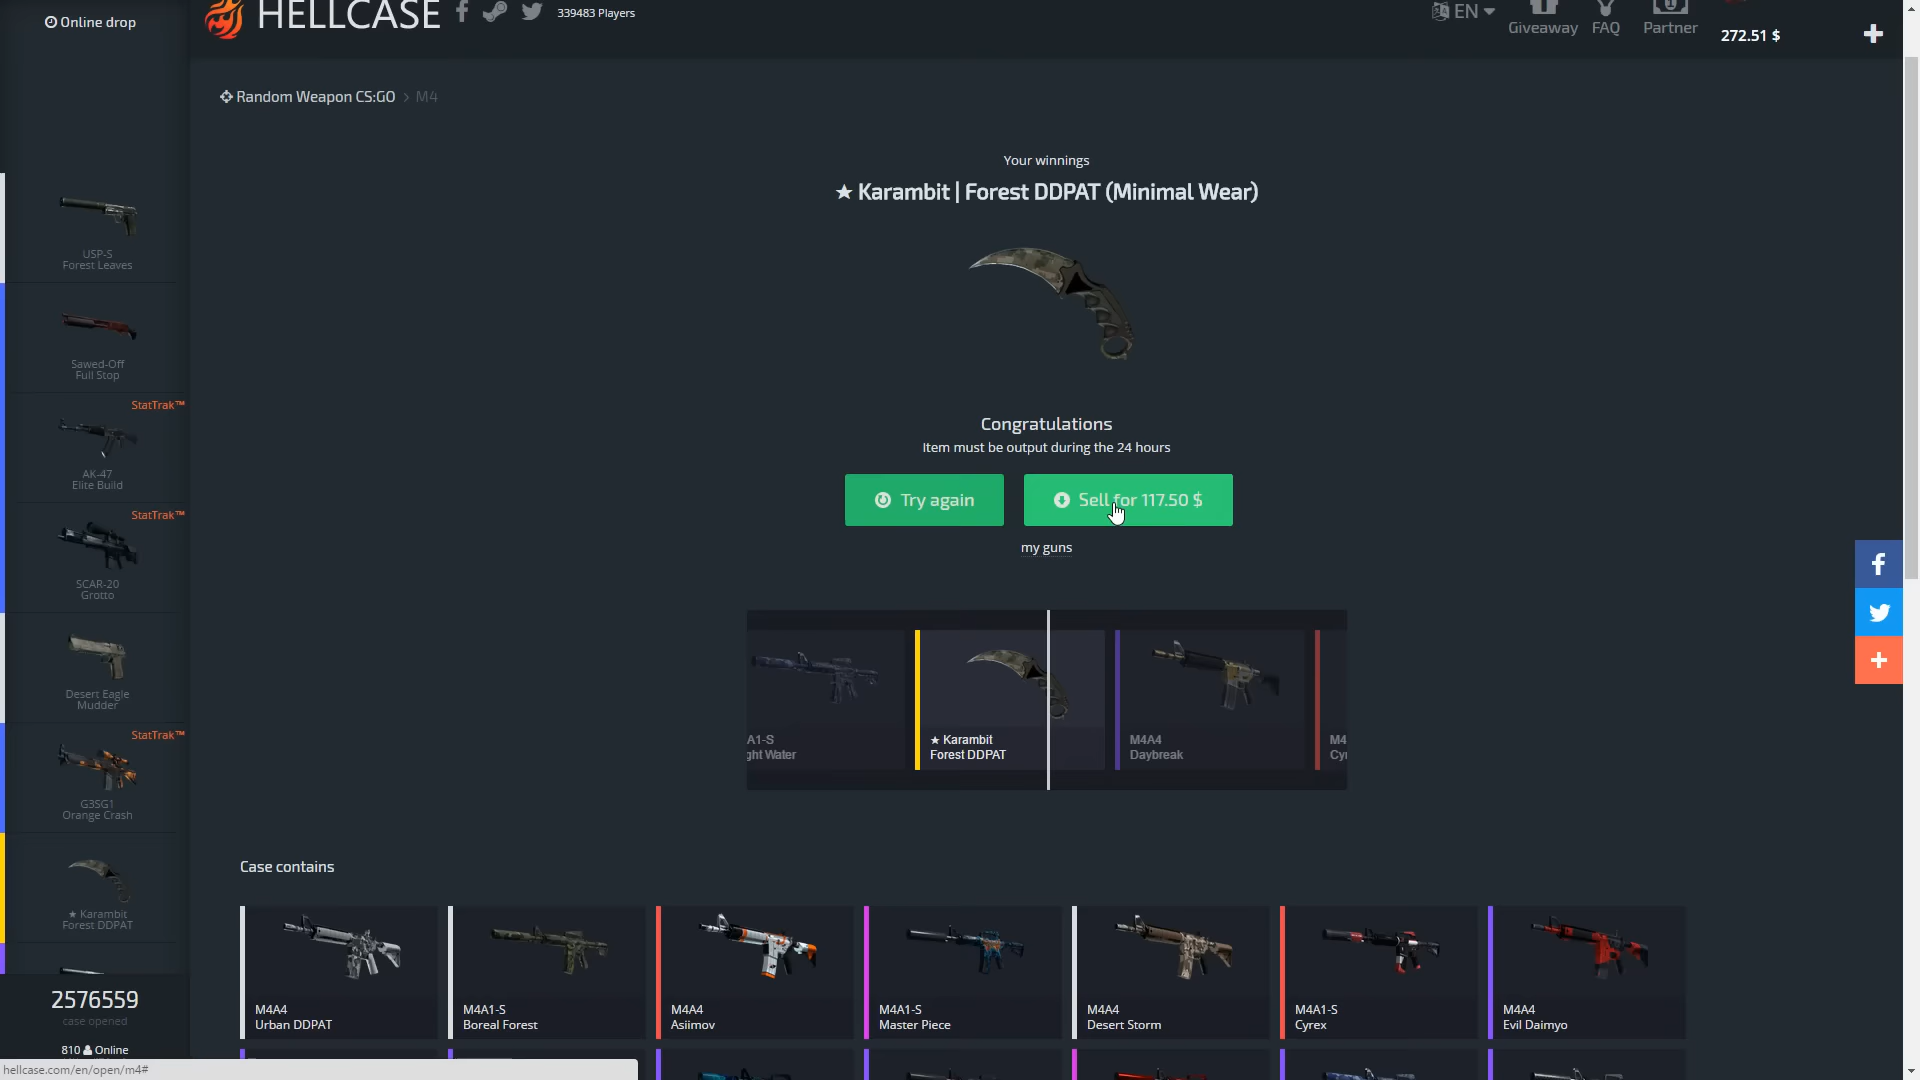 Online drop
HELLCASE
339483 Players
EN
Giveaway
FAQ
Partner
272.51 $
Random Weapon CS:GO > M4
Your winnings
★ Karambit | Forest DDPAT (Minimal Wear)
Congratulations
Item must be output during the 24 hours
Try again
Sell for 117.50 $
my guns
A1-S
ght Water
★ Karambit
Forest DDPAT
M4A4
Daybreak
M4
Cy
USP-S
Forest Leaves
Sawed-Off
Full Stop
StatTrak™
AK-47
Elite Build
StatTrak™
SCAR-20
Grotto
Desert Eagle
Mudder
StatTrak™
G3SG1
Orange Crash
★ Karambit
Forest DDPAT
2576559
case opened
810 Online
Case contains
M4A4
Urban DDPAT
M4A1-S
Boreal Forest
M4A4
Asiimov
M4A1-S
Master Piece
M4A4
Desert Storm
M4A1-S
Cyrex
M4A4
Evil Daimyo
hellcase.com/en/open/m4#